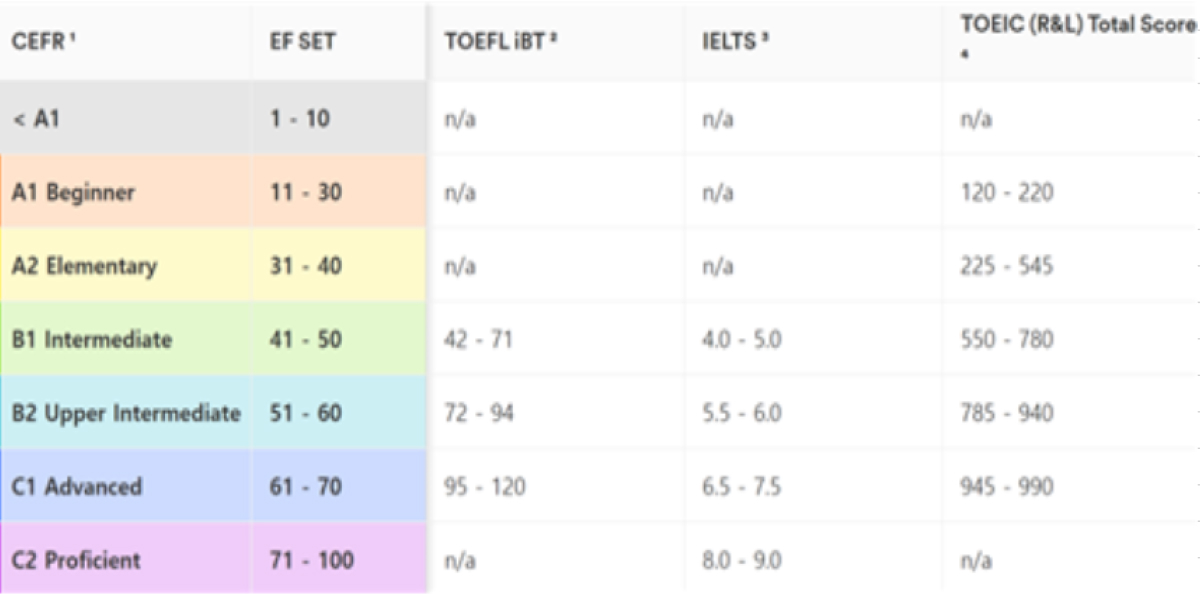 CEFR ¹ EF SET TOEFL iBT ² IELTS ³ TOEIC (R&L) Total Score
⁴
< A1 1 - 10 n/a n/a n/a
A1 Beginner 11 - 30 n/a n/a 120 - 220
A2 Elementary 31 - 40 n/a n/a 225 - 545
B1 Intermediate 41 - 50 42 - 71 4.0 - 5.0 550 - 780
B2 Upper Intermediate 51 - 60 72 - 94 5.5 - 6.0 785 - 940
C1 Advanced 61 - 70 95 - 120 6.5 - 7.5 945 - 990
C2 Proficient 71 - 100 n/a 8.0 - 9.0 n/a